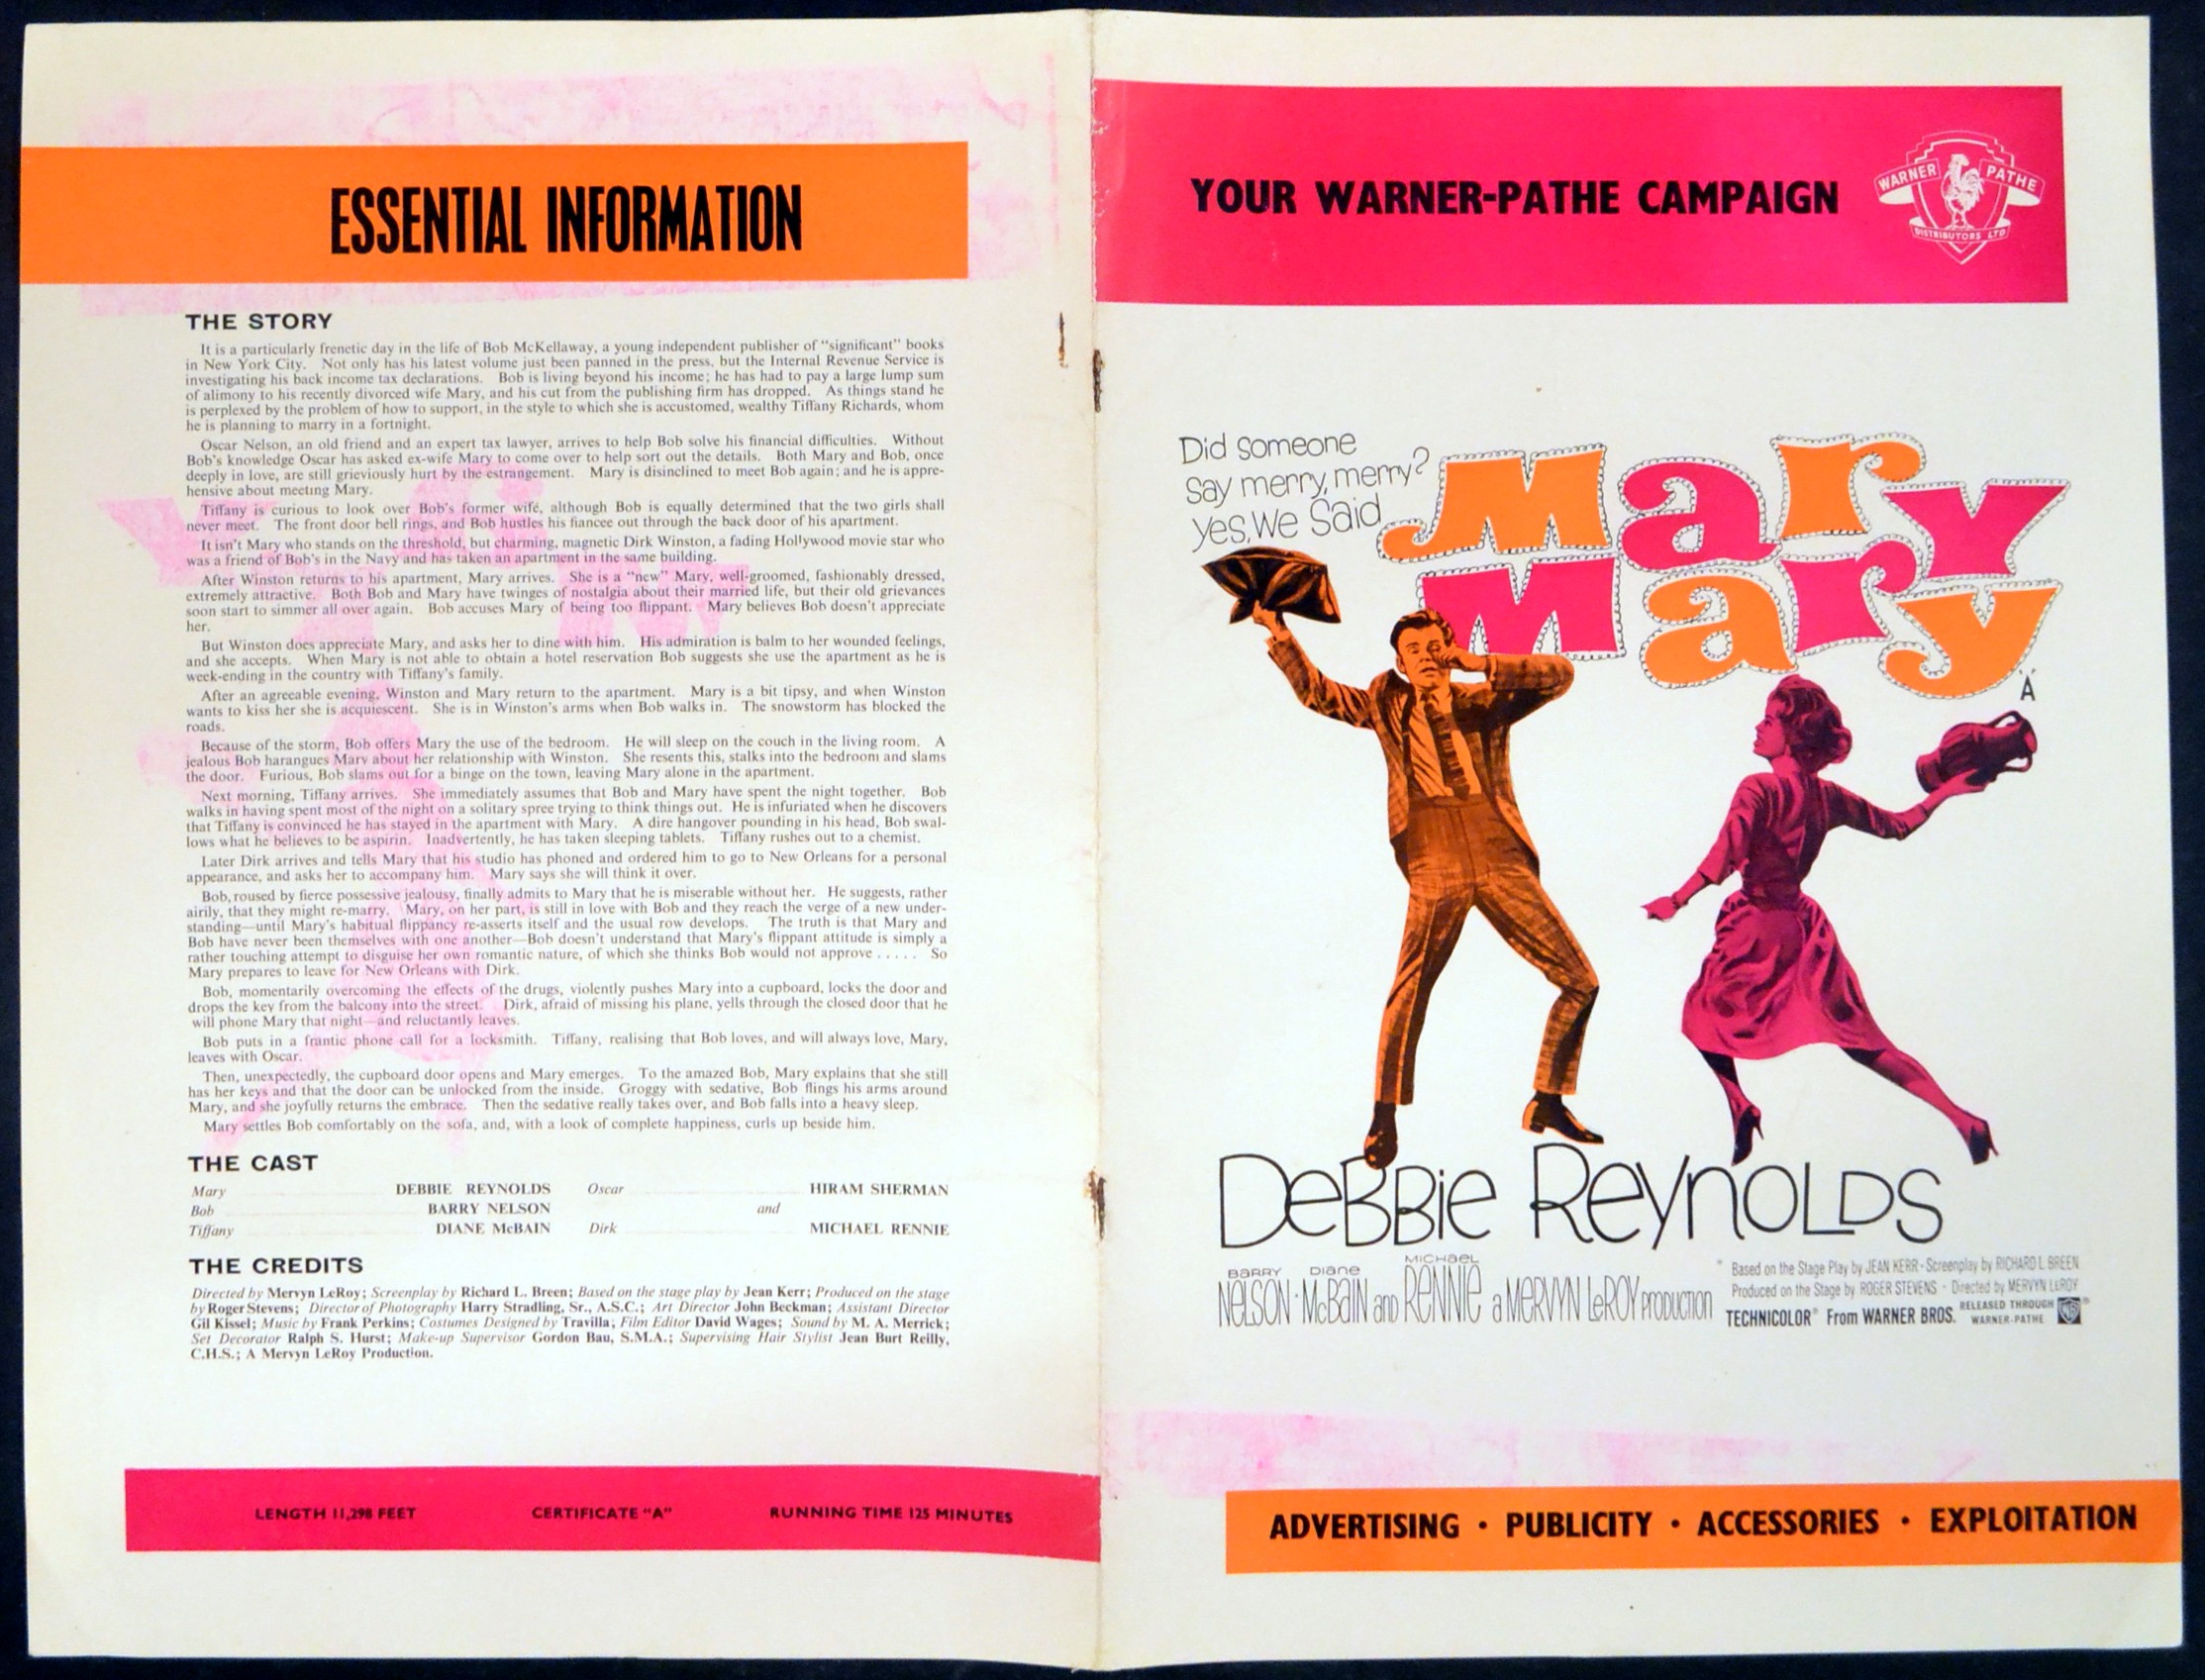 ESSENTIAL INFORMATION
THE STORY
It is a particularly frenetic day in the life of Bob McKellaway, a young independent publisher of "significant" books
in New York City. Not only has his latest volume just been panned in the press, but the Internal Revenue Service is
investigating his back income tax declarations. Bob is living beyond his income; he has had to pay a large lump sum
of alimony to his recently divorced wife Mary, and his cut from the publishing firm has dropped. As things stand he
is perplexed by the problem of how to support, in the style to which she is accustomed, wealthy Tiffany Richards, whom
he is planning to marry in a fortnight.
Oscar Nelson, an old friend and an expert tax lawyer, arrives to help Bob solve his financial difficulties. Without
Bob's knowledge Oscar has asked ex-wife Mary to come over to help sort out the details. Both Mary and Bob, once
deeply in love, are still grieviously hurt by the estrangement. Mary is disinclined to meet Bob again; and he is appre-
hensive about meeting Mary.
Tiffany is curious to look over Bob's former wife, although Bob is equally determined that the two girls shall
never meet. The front door bell rings, and Bob hustles his fiancee out through the back door of his apartment.
It isn't Mary who stands on the threshold, but charming, magnetic Dirk Winston, a fading Hollywood movie star who
was a friend of Bob's in the Navy and has taken an apartment in the same building.
After Winston returns to his apartment, Mary arrives. She is a "new" Mary, well-groomed, fashionably dressed,
extremely attractive. Both Bob and Mary have twinges of nostalgia about their married life, but their old grievances
soon start to simmer all over again. Bob accuses Mary of being too flippant. Mary believes Bob doesn't appreciate
her.
But Winston does appreciate Mary, and asks her to dine with him. His admiration is balm to her wounded feelings,
and she accepts. When Mary is not able to obtain a hotel reservation Bob suggests she use the apartment as he is
week-ending in the country with Tiffany's family.
After an agreeable evening, Winston and Mary return to the apartment. Mary is a bit tipsy, and when Winston
wants to kiss her she is acquiescent. She is in Winston's arms when Bob walks in. The snowstorm has blocked the
roads.
Because of the storm, Bob offers Mary the use of the bedroom. He will sleep on the couch in the living room. A
jealous Bob harangues Mary about her relationship with Winston. She resents this, stalks into the bedroom and slams
the door. Furious, Bob slams out for a binge on the town, leaving Mary alone in the apartment.
Next morning, Tiffany arrives. She immediately assumes that Bob and Mary have spent the night together. Bob
walks in having spent most of the night on a solitary spree trying to think things out. He is infuriated when he discovers
that Tiffany is convinced he has stayed in the apartment with Mary. A dire hangover pounding in his head, Bob swal-
lows what he believes to be aspirin. Inadvertently, he has taken sleeping tablets. Tiffany rushes out to a chemist.
Later Dirk arrives and tells Mary that his studio has phoned and ordered him to go to New Orleans for a personal
appearance, and asks her to accompany him. Mary says she will think it over.
Bob, roused by fierce possessive jealousy, finally admits to Mary that he is miserable without her. He suggests, rather
airily, that they might re-marry. Mary, on her part, is still in love with Bob and they reach the verge of a new under-
standing—until Mary's habitual flippancy re-asserts itself and the usual row develops. The truth is that Mary and
Bob have never been themselves with one another—Bob doesn't understand that Mary's flippant attitude is simply a
rather touching attempt to disguise her own romantic nature, of which she thinks Bob would not approve ..... So
Mary prepares to leave for New Orleans with Dirk.
Bob, momentarily overcoming the effects of the drugs, violently pushes Mary into a cupboard, locks the door and
drops the key from the balcony into the street. Dirk, afraid of missing his plane, yells through the closed door that he
will phone Mary that night—and reluctantly leaves.
Bob puts in a frantic phone call for a locksmith. Tiffany, realising that Bob loves, and will always love, Mary,
leaves with Oscar.
Then, unexpectedly, the cupboard door opens and Mary emerges. To the amazed Bob, Mary explains that she still
has her keys and that the door can be unlocked from the inside. Groggy with sedative, Bob flings his arms around
Mary, and she joyfully returns the embrace. Then the sedative really takes over, and Bob falls into a heavy sleep.
Mary settles Bob comfortably on the sofa, and, with a look of complete happiness, curls up beside him.
THE CAST
Mary DEBBIE REYNOLDS Oscar HIRAM SHERMAN
Bob BARRY NELSON and
Tiffany DIANE McBAIN Dirk MICHAEL RENNIE
THE CREDITS
Directed by Mervyn LeRoy; Screenplay by Richard L. Breen; Based on the stage play by Jean Kerr; Produced on the stage
by Roger Stevens; Director of Photography Harry Stradling, Sr., A.S.C.; Art Director John Beckman; Assistant Director
Gil Kissel; Music by Frank Perkins; Costumes Designed by Travilla; Film Editor David Wages; Sound by M. A. Merrick;
Set Decorator Ralph S. Hurst; Make-up Supervisor Gordon Bau, S.M.A.; Supervising Hair Stylist Jean Burt Reilly,
C.H.S.; A Mervyn LeRoy Production.
LENGTH 11,298 FEET CERTIFICATE "A" RUNNING TIME 125 MINUTES
YOUR WARNER-PATHE CAMPAIGN
WARNER PATHE
DISTRIBUTORS LTD
Did someone
say merry, merry?
Yes, We Said
Mary
Mary
'A'
DeBBie ReynoLDS
BARRY NELSON · Diane McBain and MICHAEL RENNIE a MERVYN LeROY PRODUCTION
Based on the Stage Play by JEAN KERR · Screenplay by RICHARD L. BREEN
Produced on the Stage by ROGER STEVENS · Directed by MERVYN LeROY
TECHNICOLOR® From WARNER BROS. RELEASED THROUGH WARNER-PATHE WB
ADVERTISING • PUBLICITY • ACCESSORIES • EXPLOITATION